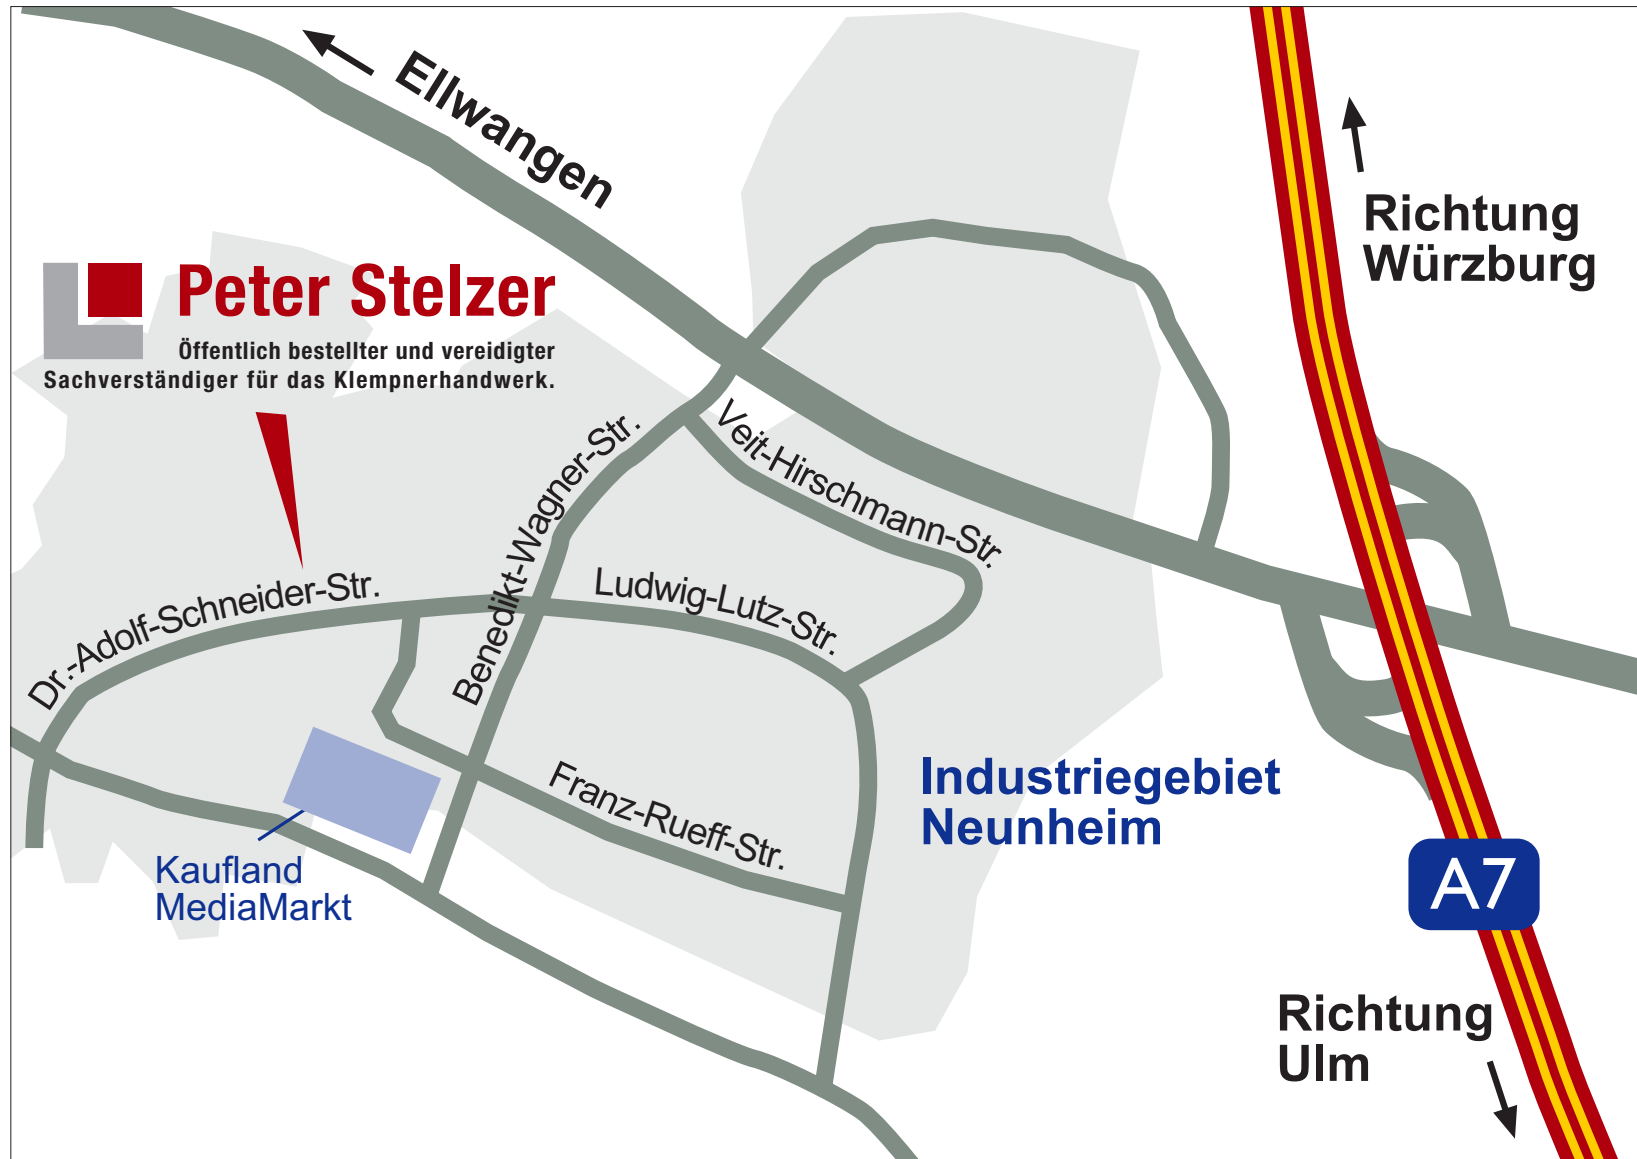 Ellwangen
Richtung
Würzburg
Peter Stelzer
Öffentlich bestellter und vereidigter
Sachverständiger für das Klempnerhandwerk.
Veit-Hirschmann-Str.
Benedikt-Wagner-Str.
Ludwig-Lutz-Str.
Dr.-Adolf-Schneider-Str.
Franz-Rueff-Str.
Industriegebiet
Neunheim
Kaufland
MediaMarkt
A7
Richtung
Ulm